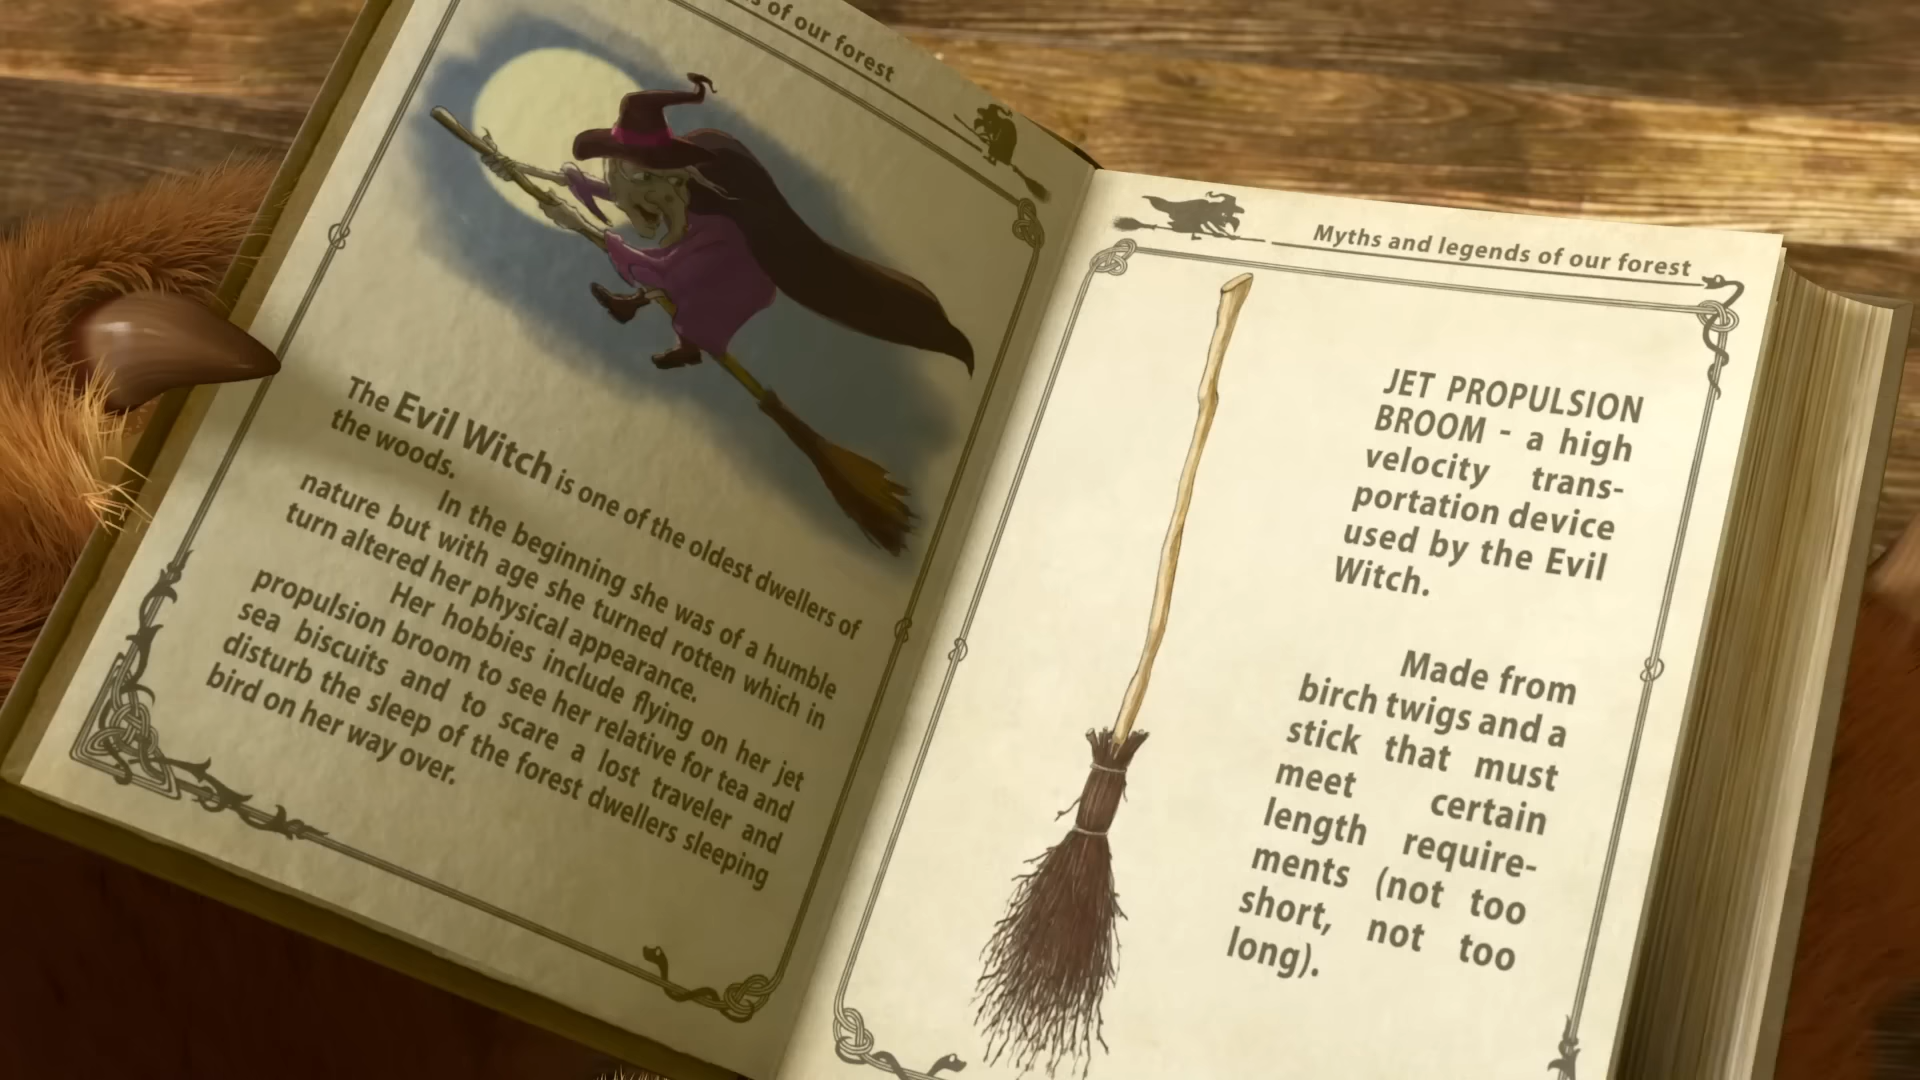 s of our forest
The Evil Witch is one of the oldest dwellers of
the woods.
In the beginning she was of a humble
nature but with age she turned rotten which in
turn altered her physical appearance.
Her hobbies include flying on her jet
propulsion broom to see her relative for tea and
sea biscuits and to scare a lost traveler and
disturb the sleep of the forest dwellers sleeping
bird on her way over.
Myths and legends of our forest
JET PROPULSION
BROOM - a high
velocity trans-
portation device
used by the Evil
Witch.
Made from
birch twigs and a
stick that must
meet certain
length require-
ments (not too
short, not too
long).